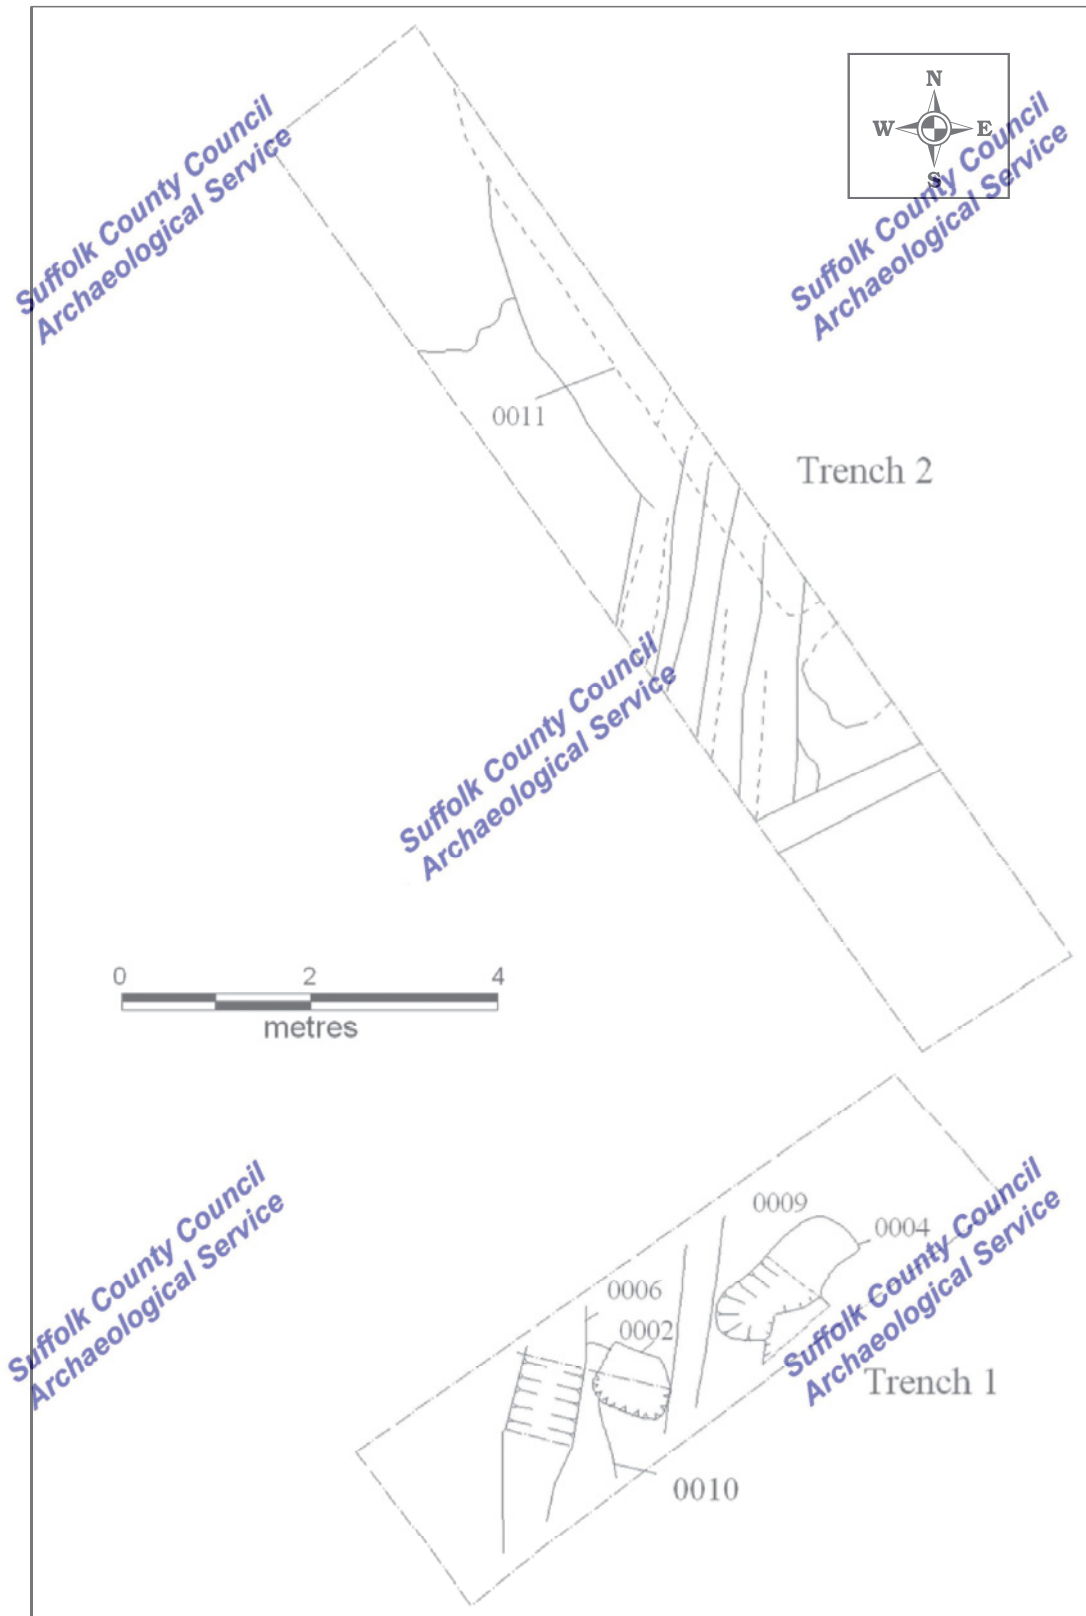 N
W E
S
Suffolk County Council
Archaeological Service
Suffolk County Council
Archaeological Service
0011
Trench 2
Suffolk County Council
Archaeological Service
0 2 4
metres
0009
0004
0006
0002
Suffolk County Council
Archaeological Service
Suffolk County Council
Archaeological Service
Trench 1
0010